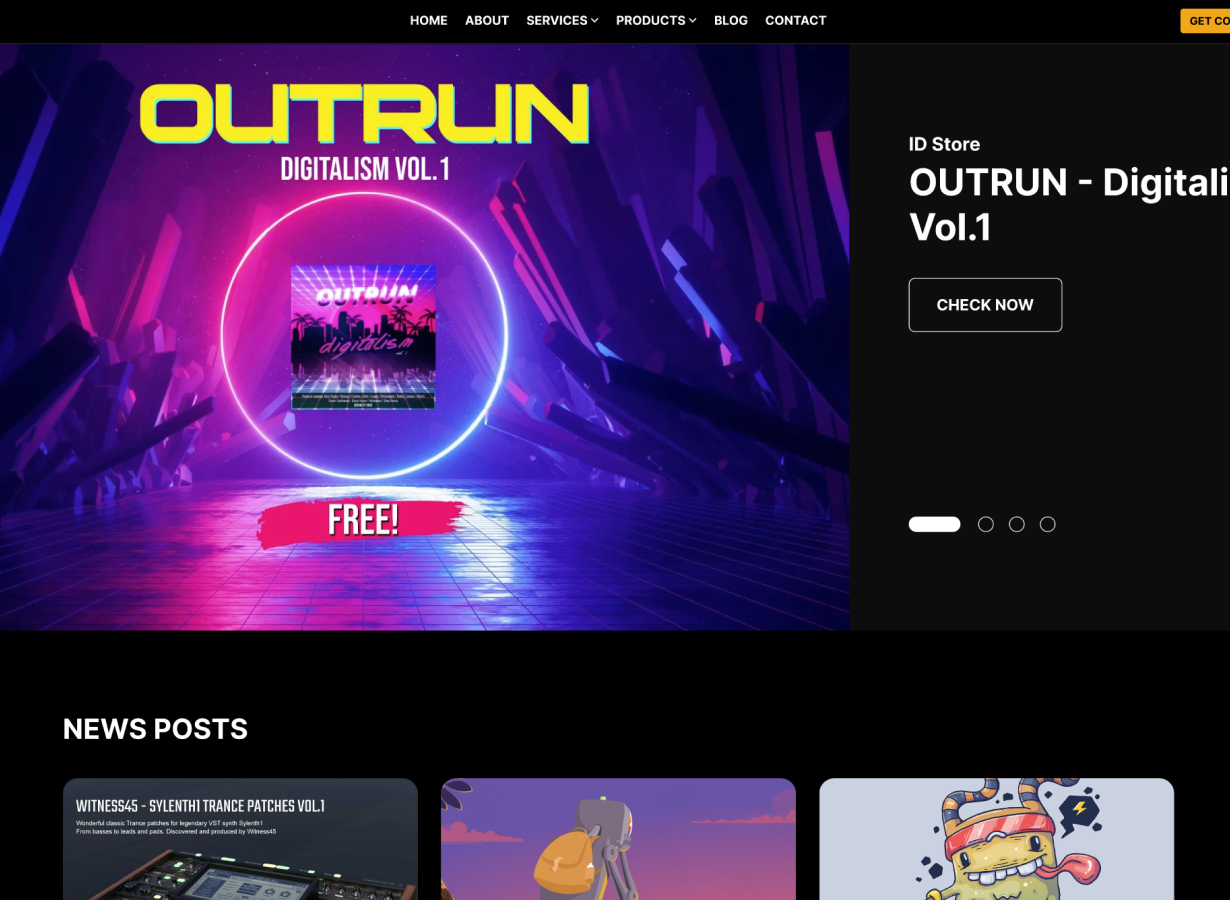 HOME ABOUT SERVICES PRODUCTS BLOG CONTACT
GET CO
OUTRUN
DIGITALISM VOL.1
OUTRUN
digitalism
FREE!
ID Store
OUTRUN - Digitali
Vol.1
CHECK NOW
NEWS POSTS
WITNESS45 - SYLENTH1 TRANCE PATCHES VOL.1
Wonderful classic Trance patches for legendary VST synth Sylenth1
From basses to leads and pads. Discovered and produced by Witness45